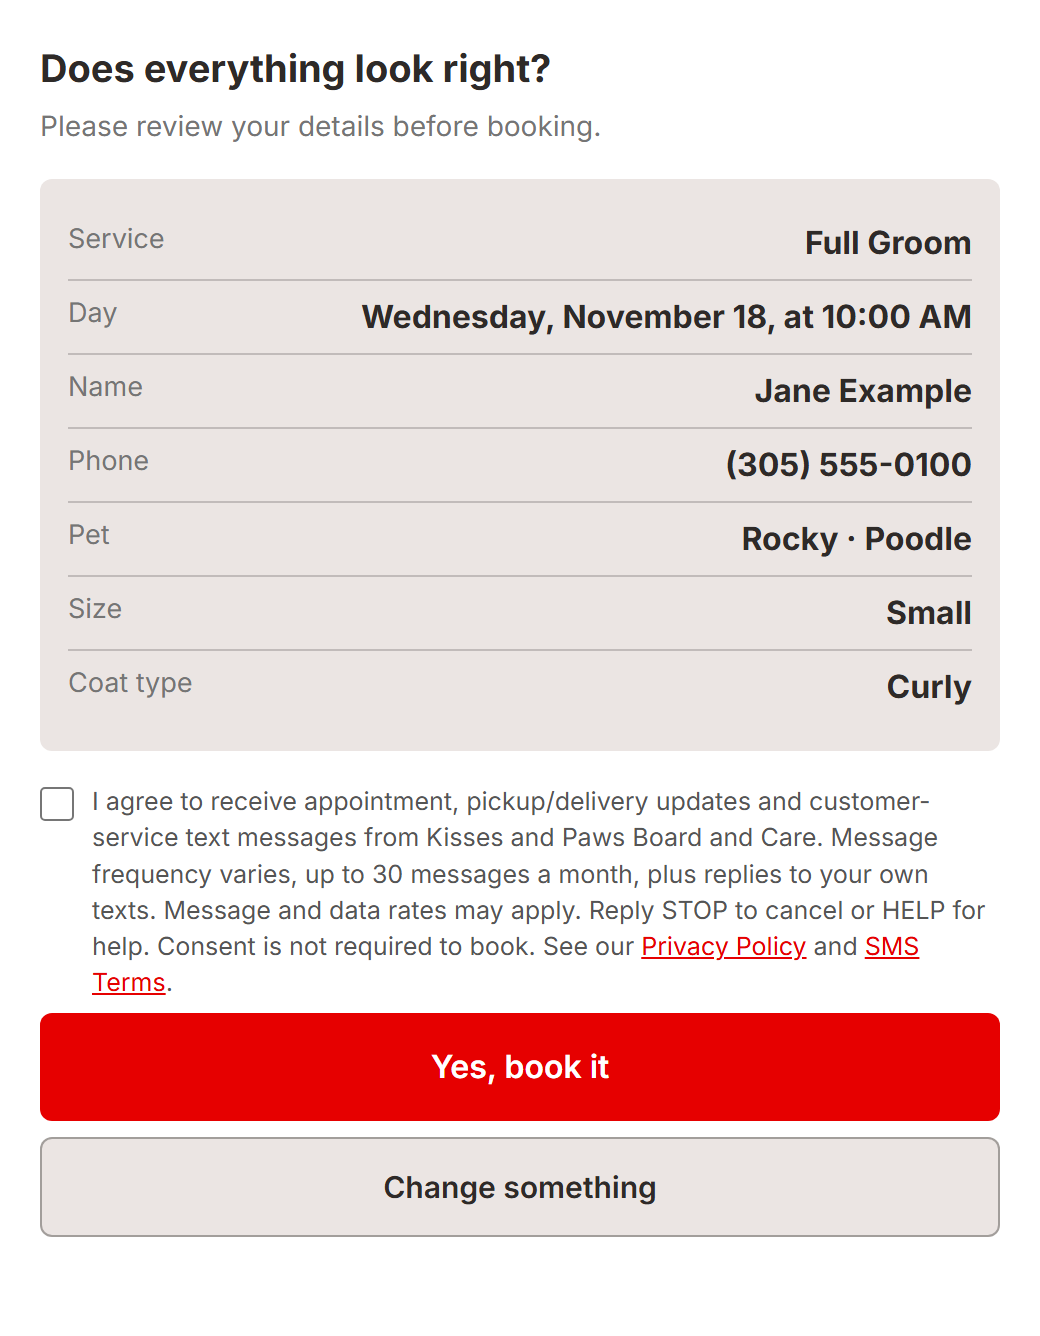 Does everything look right?
Please review your details before booking.
Service Full Groom
Day Wednesday, November 18, at 10:00 AM
Name Jane Example
Phone (305) 555-0100
Pet Rocky · Poodle
Size Small
Coat type Curly
I agree to receive appointment, pickup/delivery updates and customer-
service text messages from Kisses and Paws Board and Care. Message
frequency varies, up to 30 messages a month, plus replies to your own
texts. Message and data rates may apply. Reply STOP to cancel or HELP for
help. Consent is not required to book. See our Privacy Policy and SMS
Terms.
Yes, book it
Change something